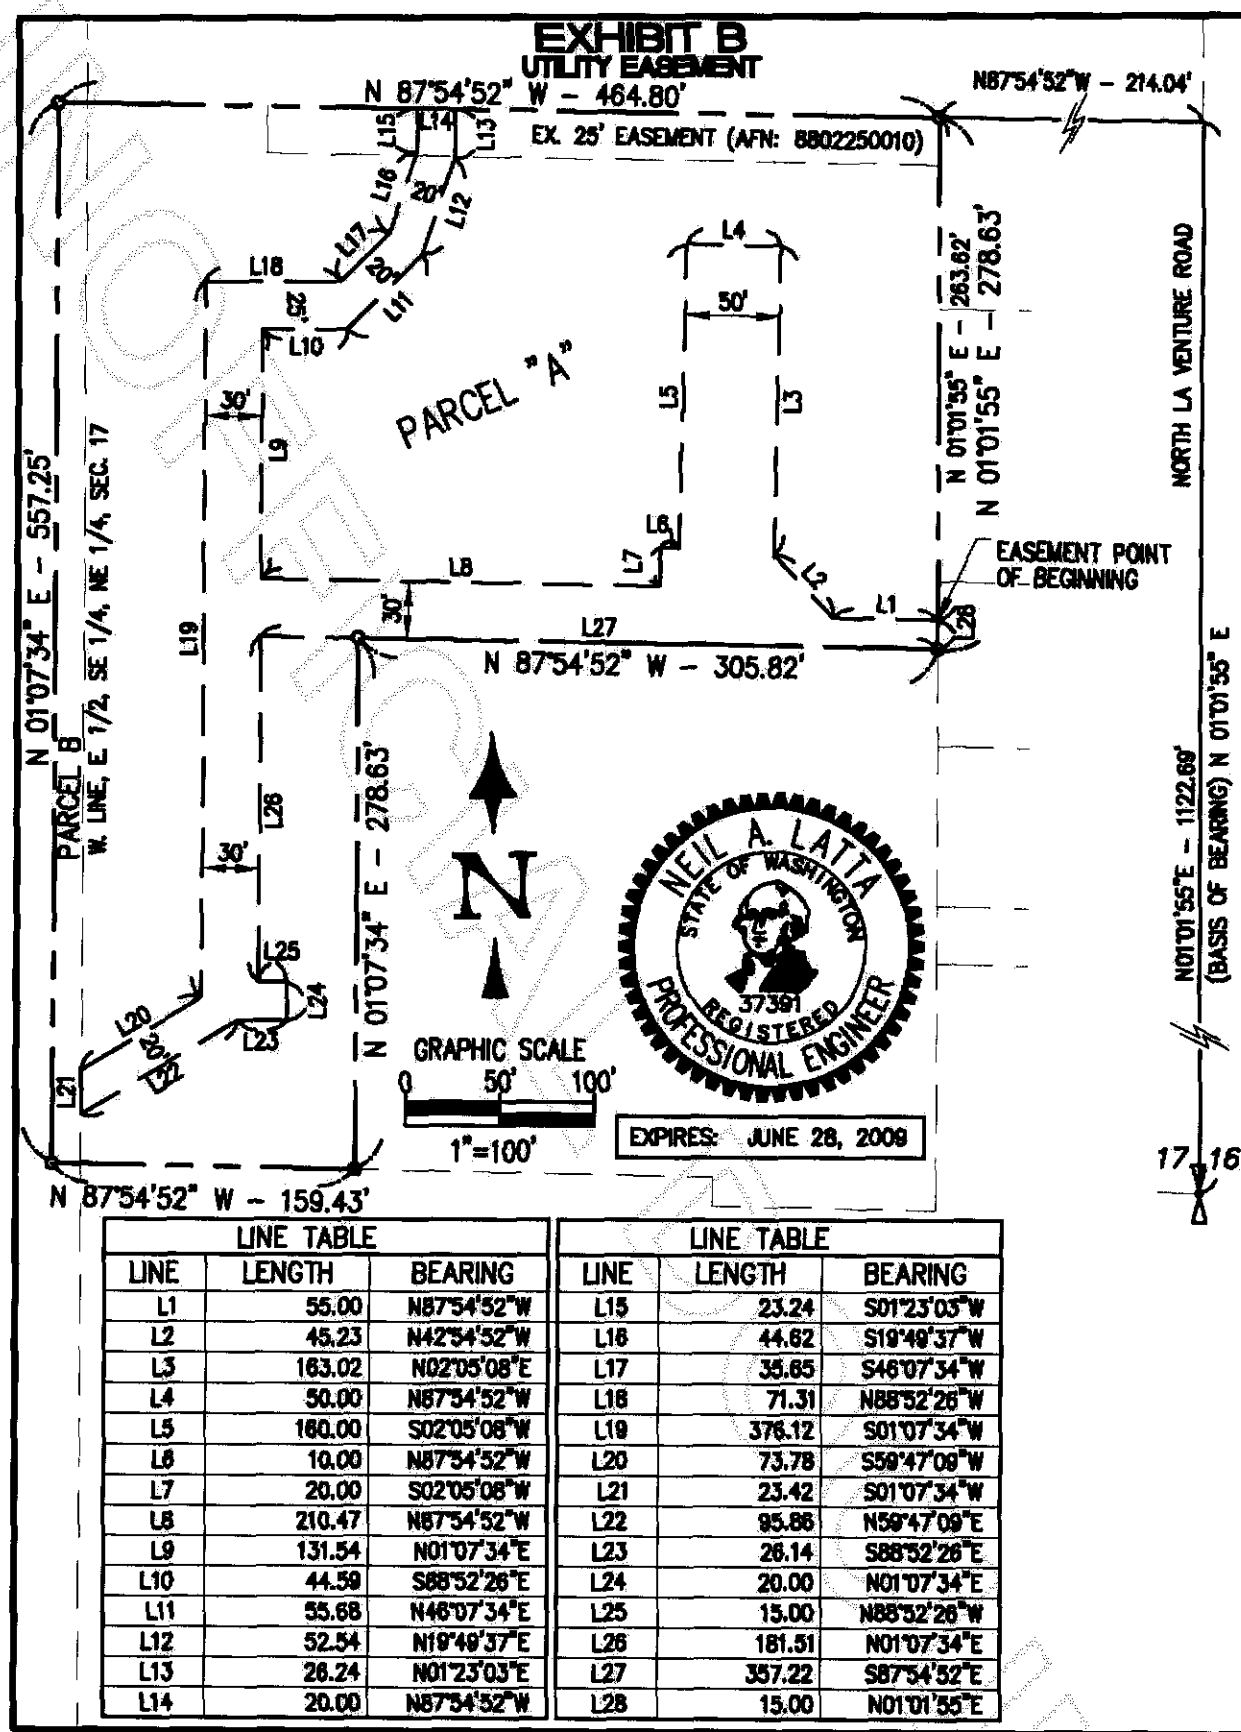 EXHIBIT B
UTILITY EASEMENT
N 87°54'52" W - 464.80'
N87°54'52"W - 214.04'
L15
L14
L13
EX. 25' EASEMENT (AFN: 8802250010)
L16
20'
L12
L17
20'
L11
L18
25'
L10
L4
50'
PARCEL "A"
30'
L9
L5
L3
N 01°01'55" E - 263.62'
N 01°01'55" E - 278.63'
NORTH LA VENTURE ROAD
N 01°07'34" E - 557.25'
PARCEL B
W. LINE, E 1/2, SE 1/4, NE 1/4, SEC. 17
L6
L7
L8
L2
L1
EASEMENT POINT
OF BEGINNING
L28
30'
L19
L27
N 87°54'52" W - 305.82'
L26
30'
N 01°07'34" E - 278.63'
N
N01°01'55"E - 1122.69'
(BASIS OF BEARING) N 01°01'55" E
NEIL A. LATTA
STATE OF WASHINGTON
37391
REGISTERED
PROFESSIONAL ENGINEER
L25
L24
L20
20'
L22
L23
L21
GRAPHIC SCALE
0 50' 100'
1"=100'
EXPIRES: JUNE 28, 2009
17 16
N 87°54'52" W - 159.43'
LINE TABLE
LINE LENGTH BEARING
L1 55.00 N87°54'52"W
L2 45.23 N42°54'52"W
L3 163.02 N02°05'08"E
L4 50.00 N87°54'52"W
L5 160.00 S02°05'08"W
L6 10.00 N87°54'52"W
L7 20.00 S02°05'08"W
L8 210.47 N87°54'52"W
L9 131.54 N01°07'34"E
L10 44.59 S88°52'26"E
L11 55.68 N46°07'34"E
L12 52.54 N19°49'37"E
L13 26.24 N01°23'03"E
L14 20.00 N87°54'52"W
LINE TABLE
LINE LENGTH BEARING
L15 23.24 S01°23'03"W
L16 44.62 S19°49'37"W
L17 35.65 S46°07'34"W
L18 71.31 N88°52'26"W
L19 376.12 S01°07'34"W
L20 73.78 S59°47'09"W
L21 23.42 S01°07'34"W
L22 95.86 N59°47'09"E
L23 26.14 S88°52'26"E
L24 20.00 N01°07'34"E
L25 15.00 N88°52'26"W
L26 181.51 N01°07'34"E
L27 357.22 S87°54'52"E
L28 15.00 N01°01'55"E